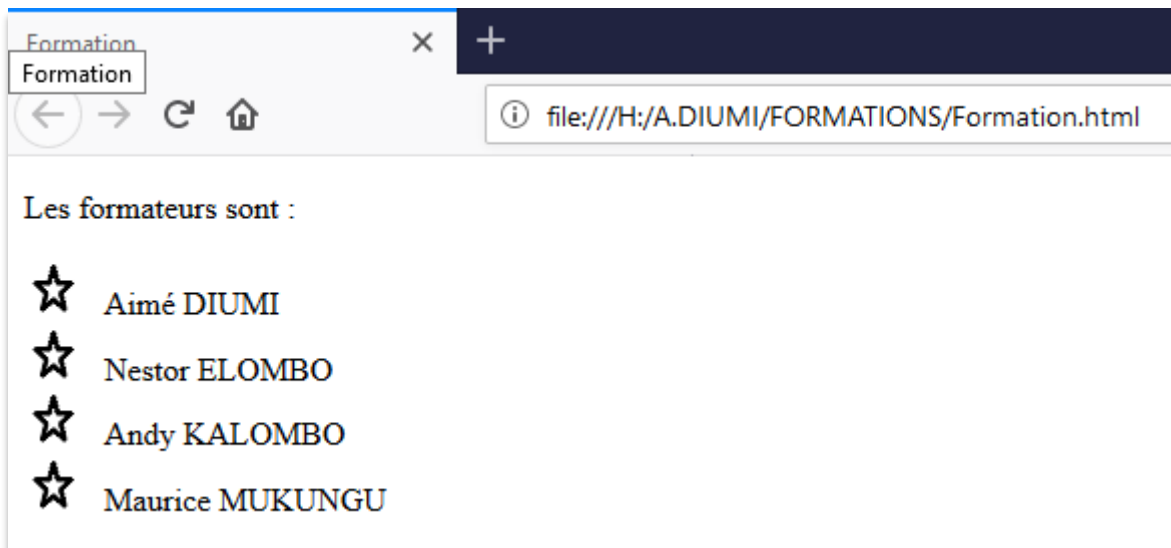 Formation
Formation
file:///H:/A.DIUMI/FORMATIONS/Formation.html
Les formateurs sont :
Aimé DIUMI
Nestor ELOMBO
Andy KALOMBO
Maurice MUKUNGU